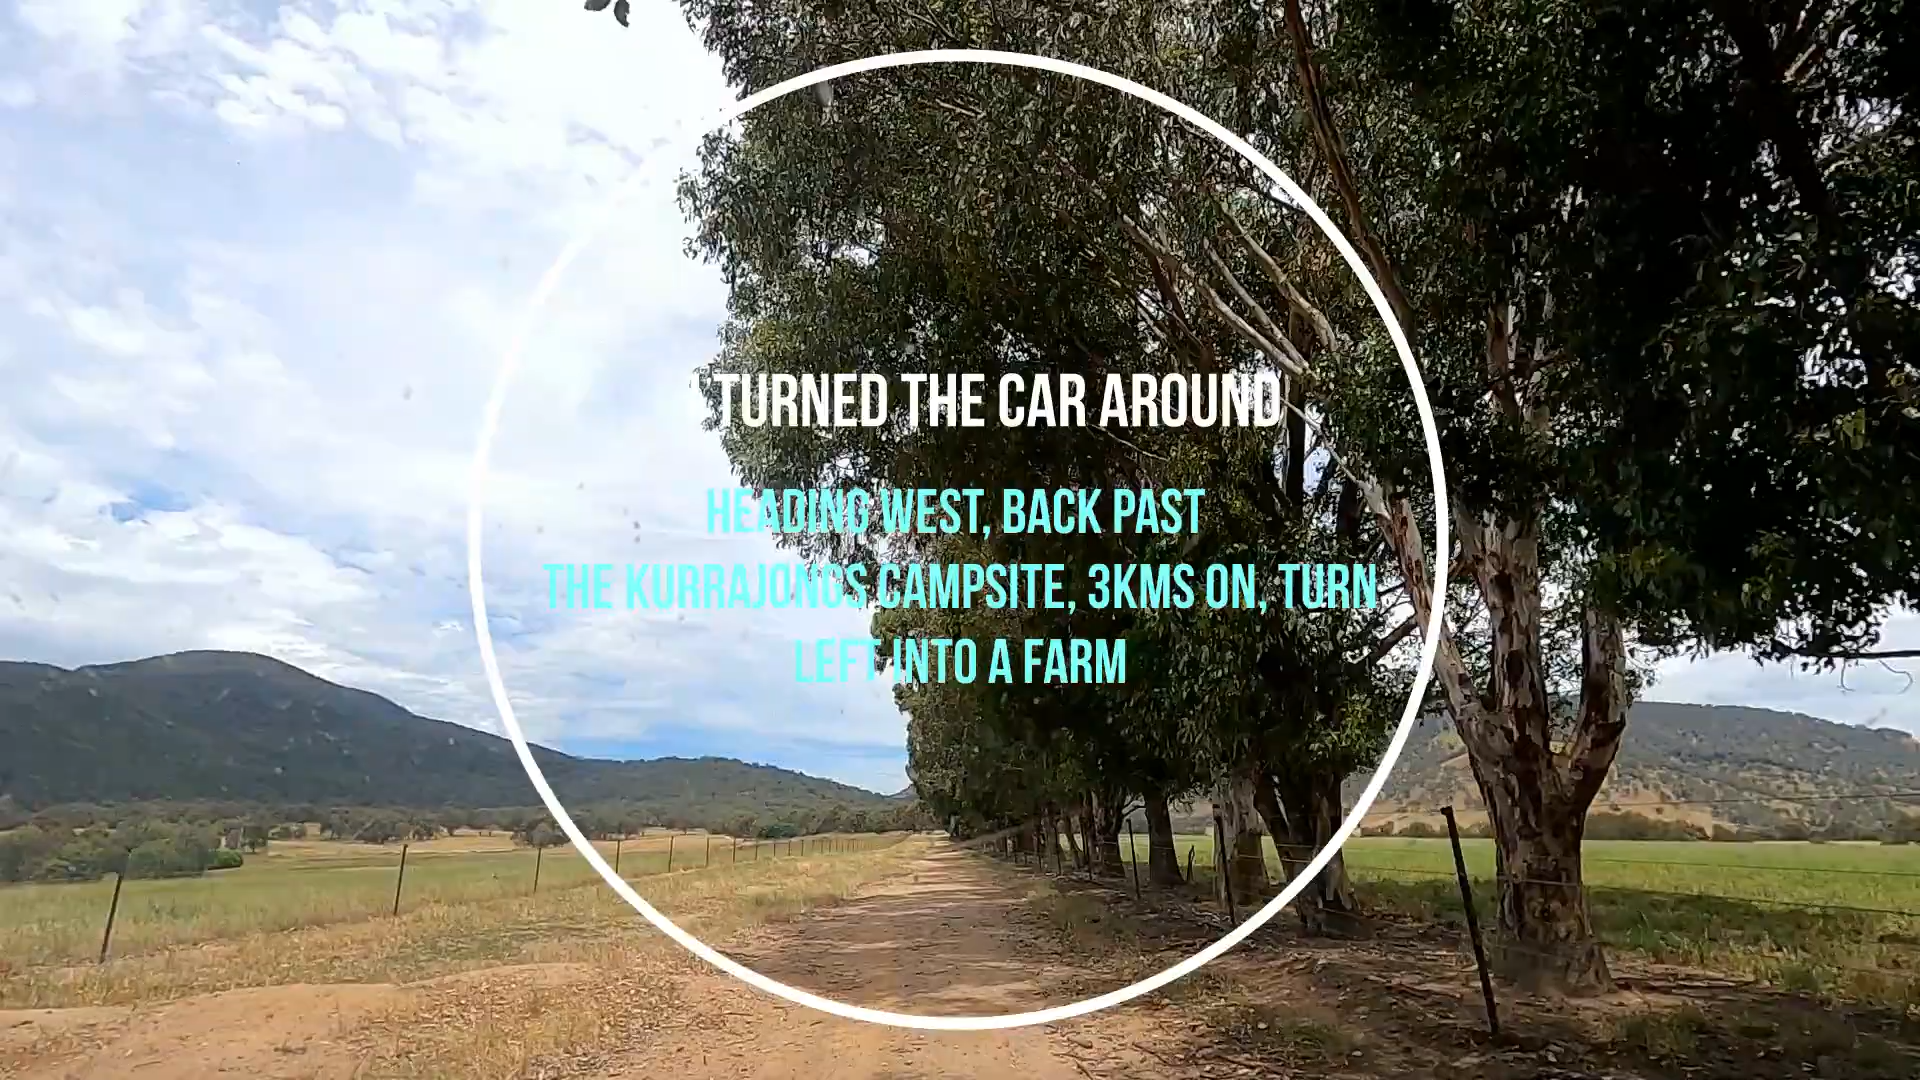 TURNED THE CAR AROUND
HEADING WEST, BACK PAST
THE KURRAJONGS CAMPSITE, 3KMS ON, TURN
LEFT INTO A FARM